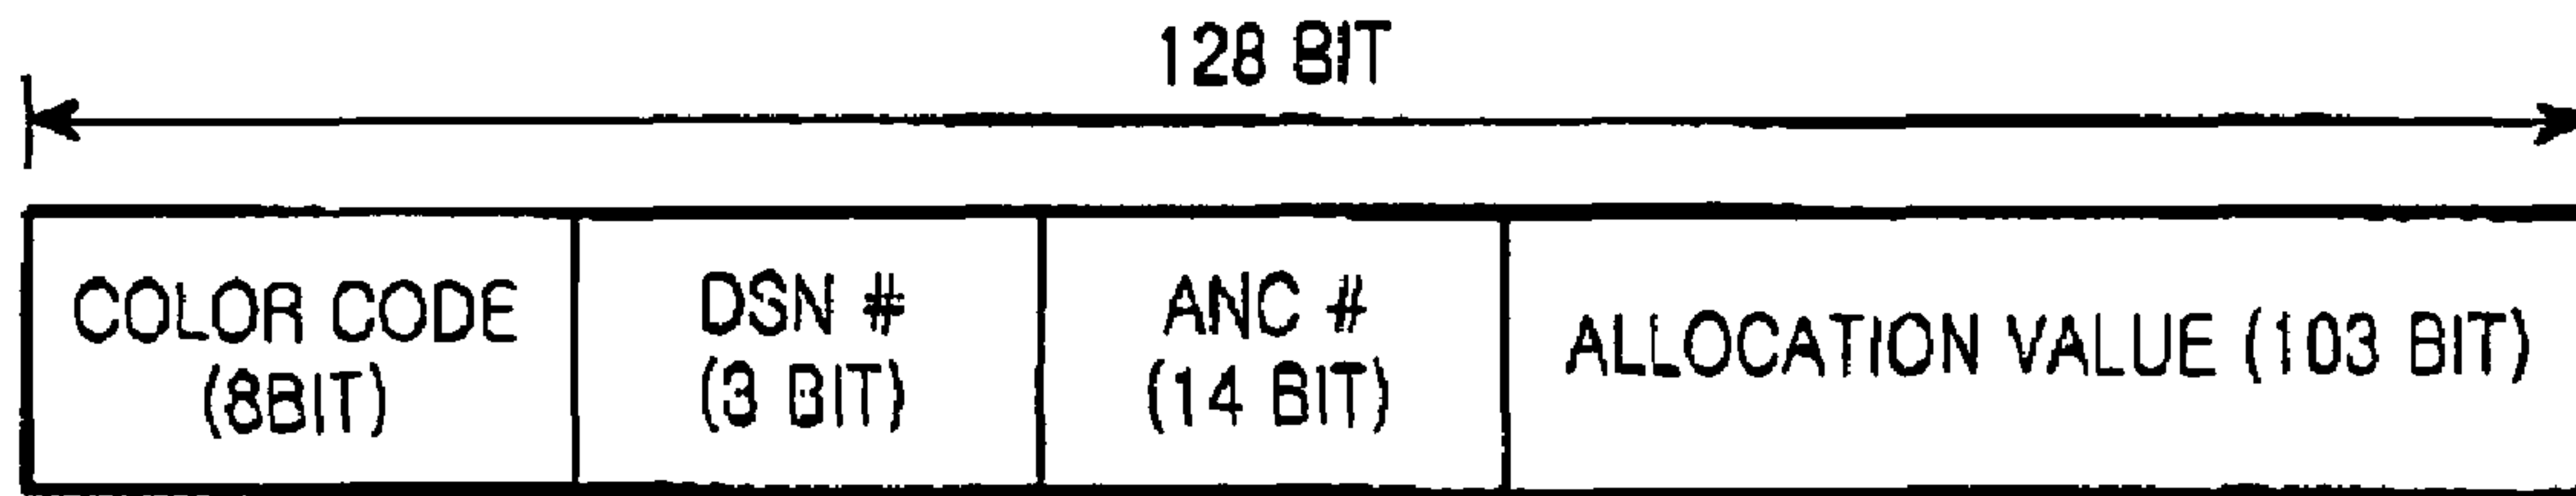 128 BIT
COLOR CODE
(8BIT)
DSN #
(3 BIT)
ANC #
(14 BIT)
ALLOCATION VALUE (103 BIT)